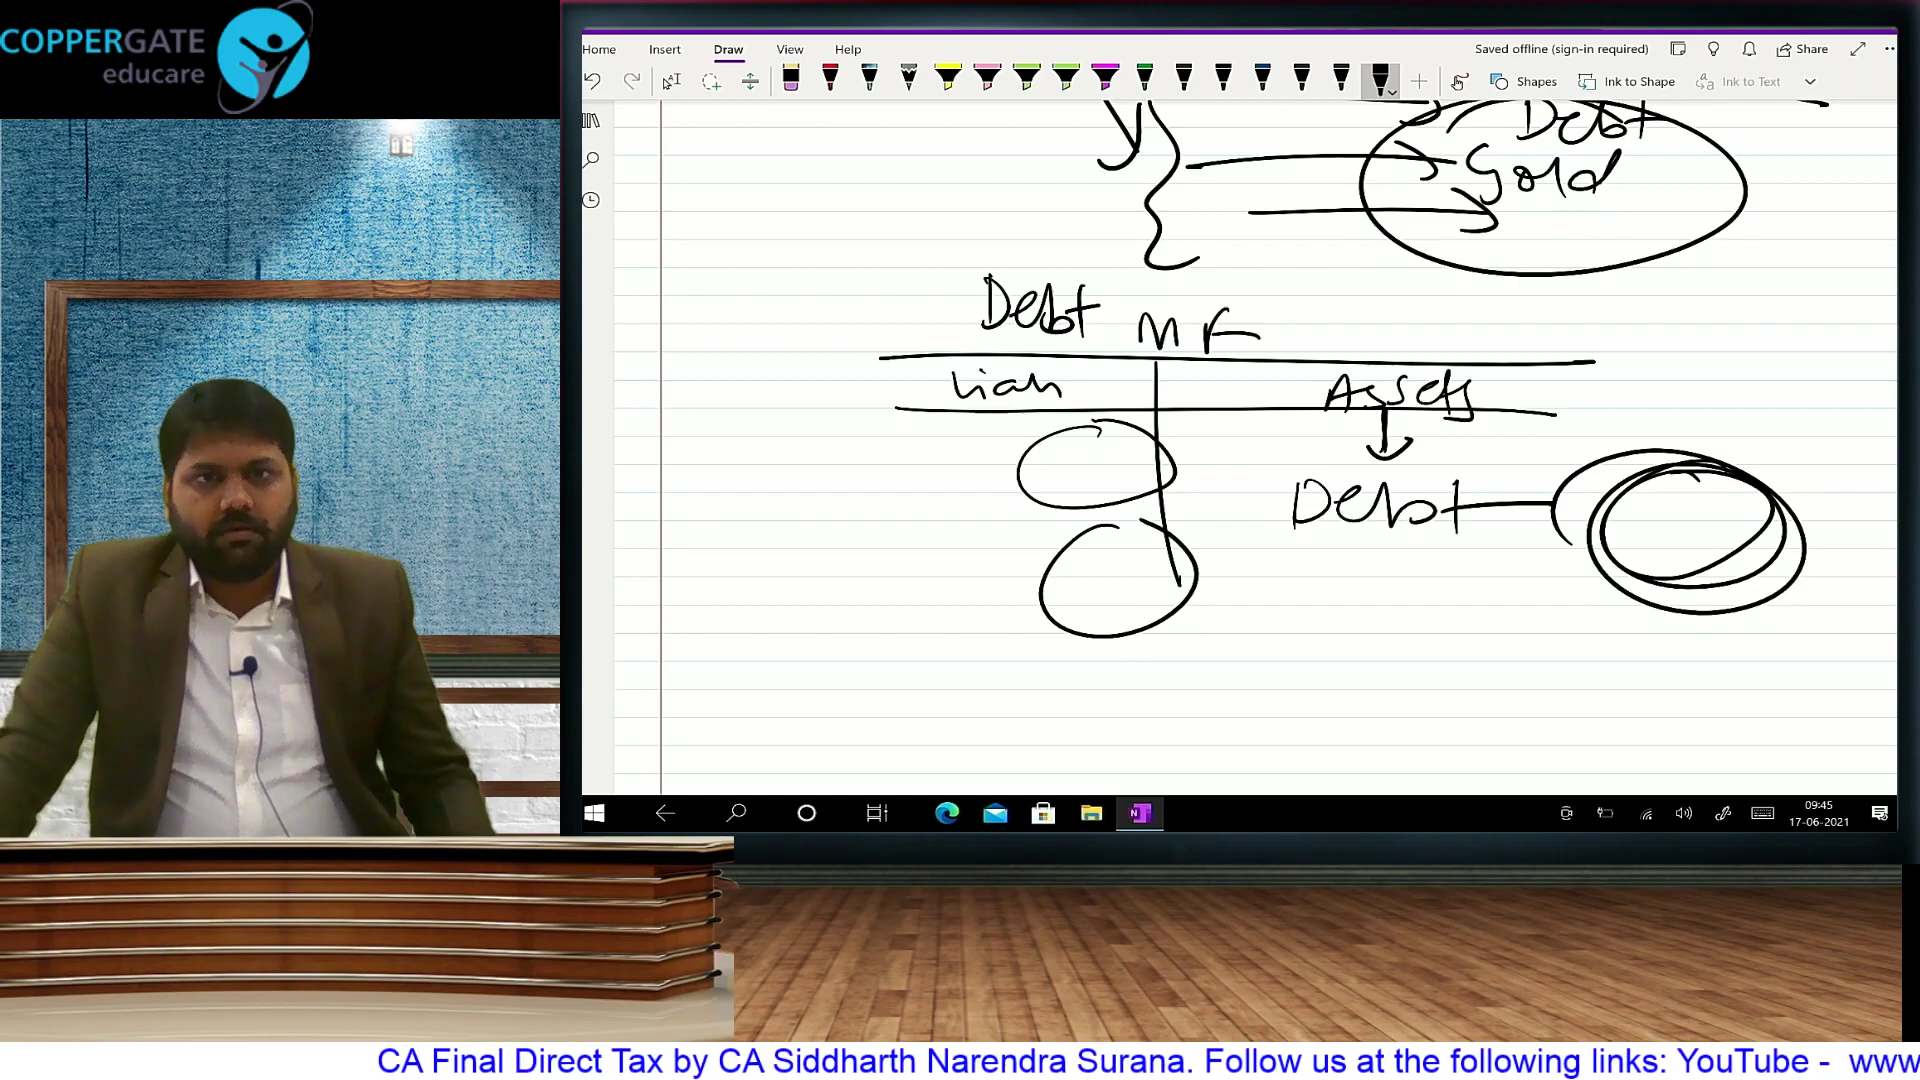 COPPERGATE
educare
Home Insert Draw View Help
Saved offline (sign-in required) Share
Shapes Ink to Shape Ink to Text
Debt
Gold
Debt MF
Liab Assets
Debt
09:45
17-06-2021
CA Final Direct Tax by CA Siddharth Narendra Surana. Follow us at the following links: YouTube - www